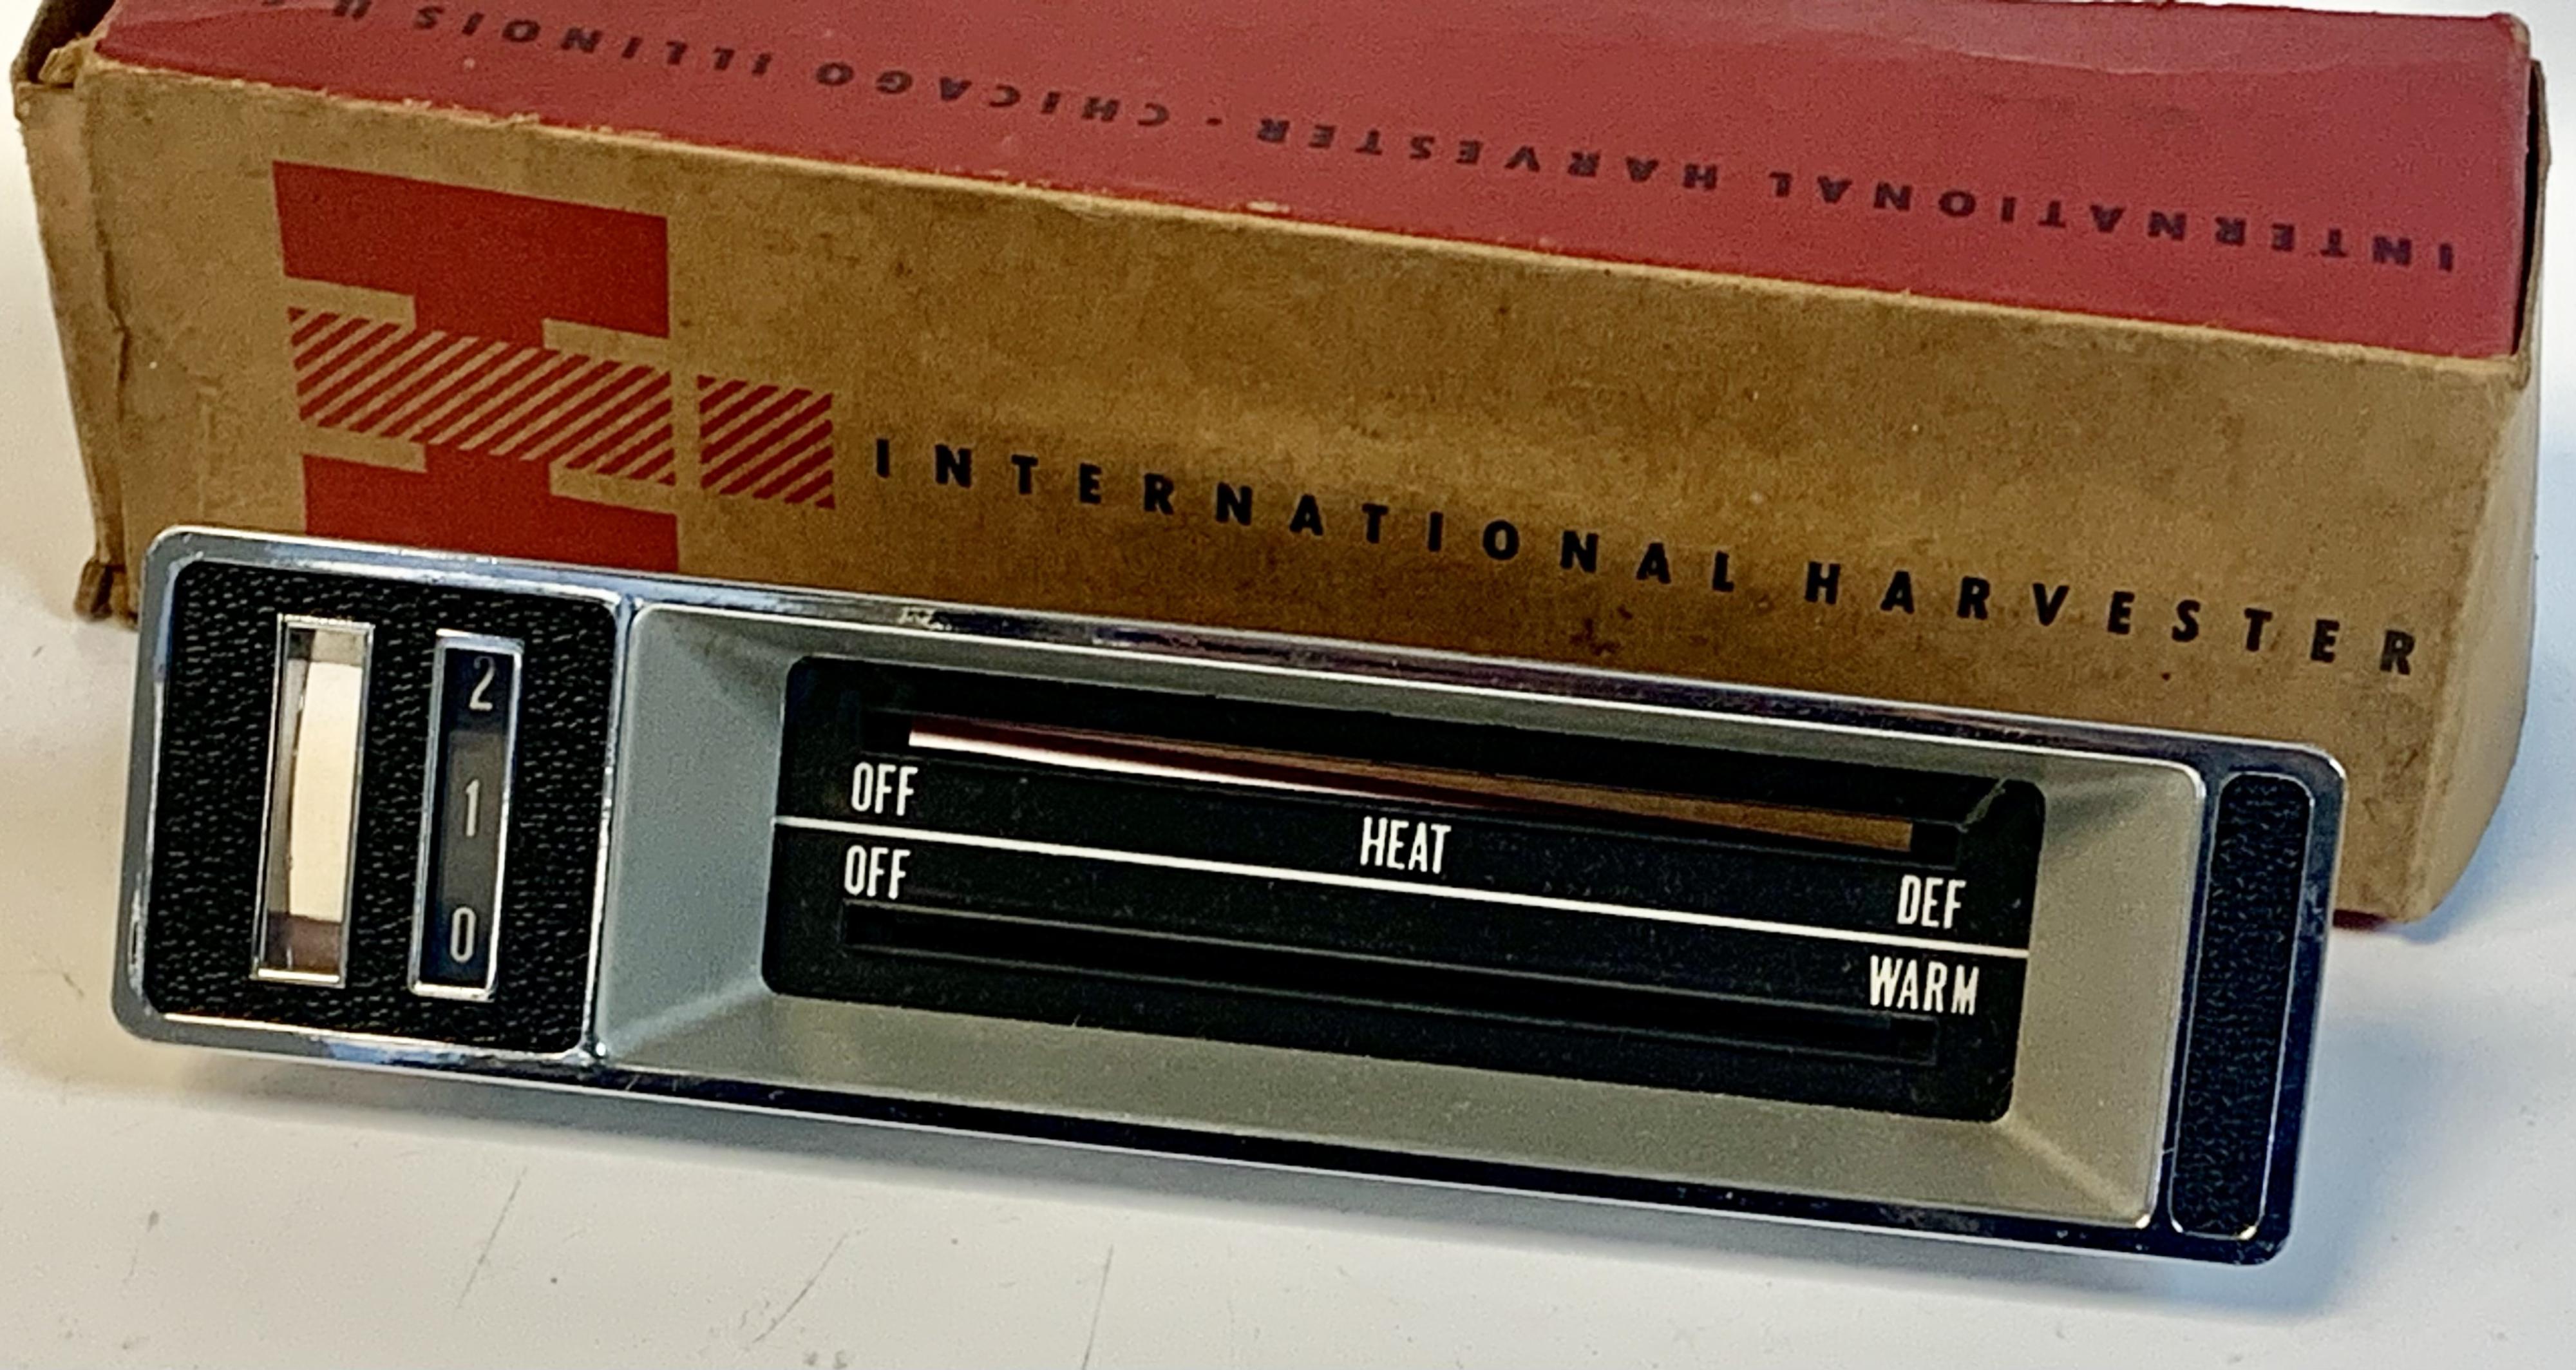 INTERNATIONAL HARVESTER - CHICAGO ILLINOIS U S
INTERNATIONAL HARVESTER
2
1
0
OFF HEAT DEF
OFF WARM